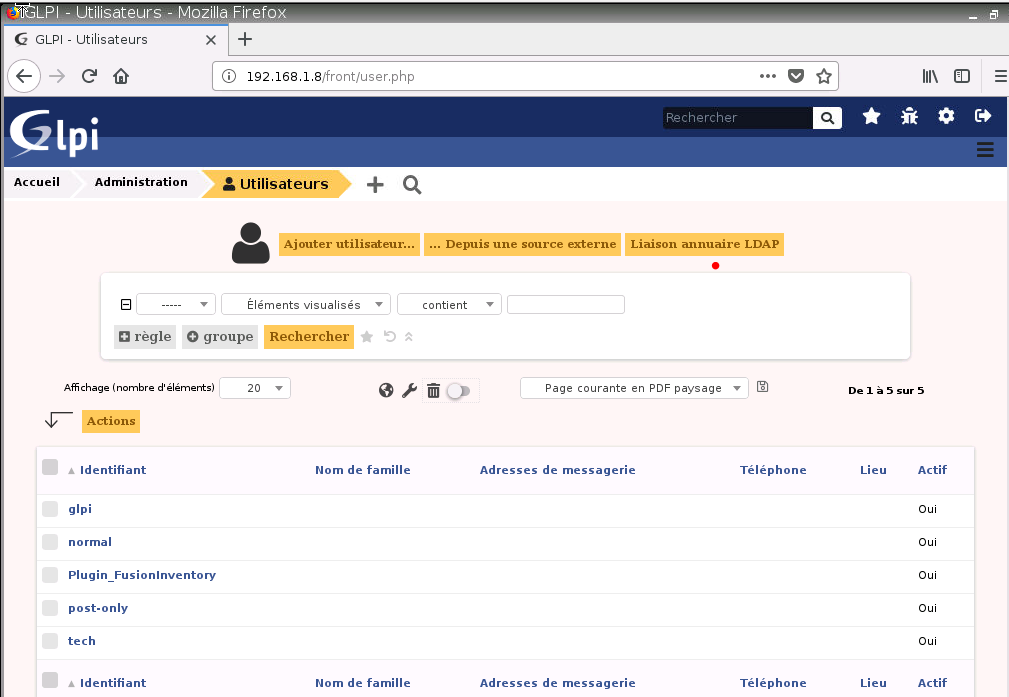 GLPI - Utilisateurs - Mozilla Firefox
GLPI - Utilisateurs
192.168.1.8/front/user.php
Glpi
Rechercher
Accueil Administration Utilisateurs
Ajouter utilisateur... ... Depuis une source externe Liaison annuaire LDAP
----- Éléments visualisés contient
règle groupe Rechercher
Affichage (nombre d'éléments) 20 Page courante en PDF paysage De 1 à 5 sur 5
Actions
Identifiant Nom de famille Adresses de messagerie Téléphone Lieu Actif
glpi Oui
normal Oui
Plugin_FusionInventory Oui
post-only Oui
tech Oui
Identifiant Nom de famille Adresses de messagerie Téléphone Lieu Actif